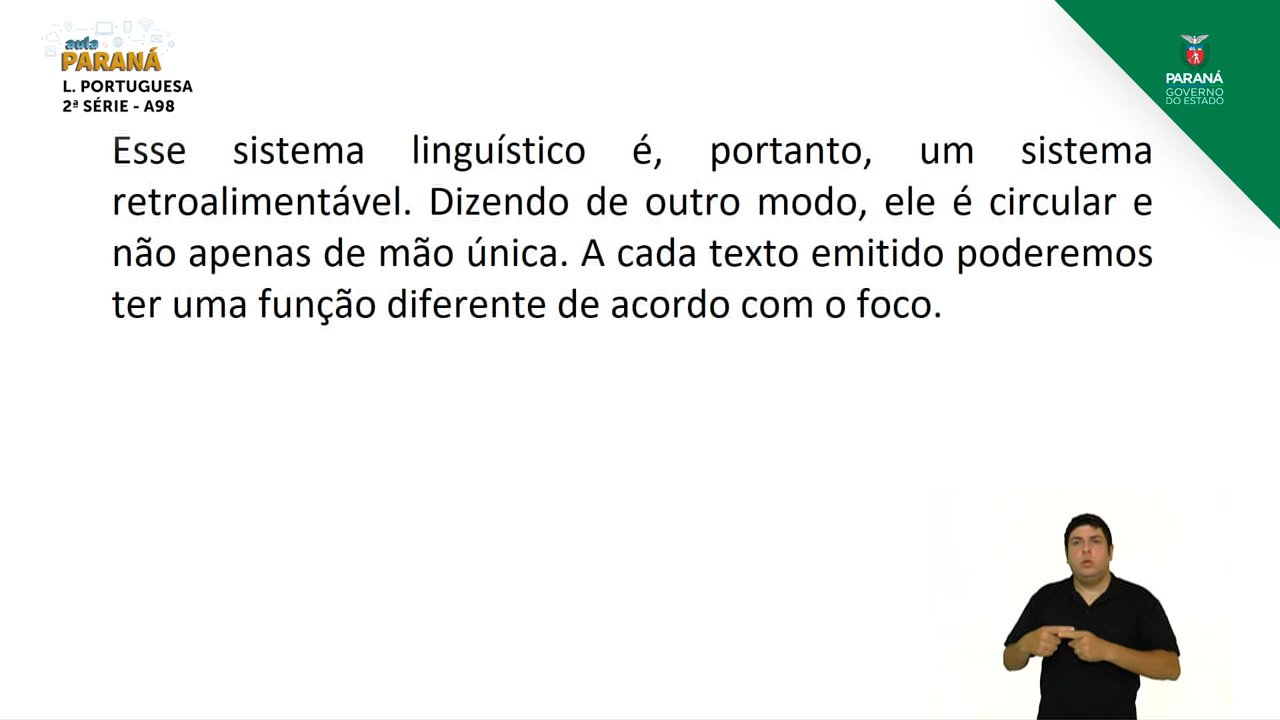 aula
PARANÁ
L. PORTUGUESA
2ª SÉRIE - A98
PARANÁ
GOVERNO
DO ESTADO
Esse sistema linguístico é, portanto, um sistema
retroalimentável. Dizendo de outro modo, ele é circular e
não apenas de mão única. A cada texto emitido poderemos
ter uma função diferente de acordo com o foco.